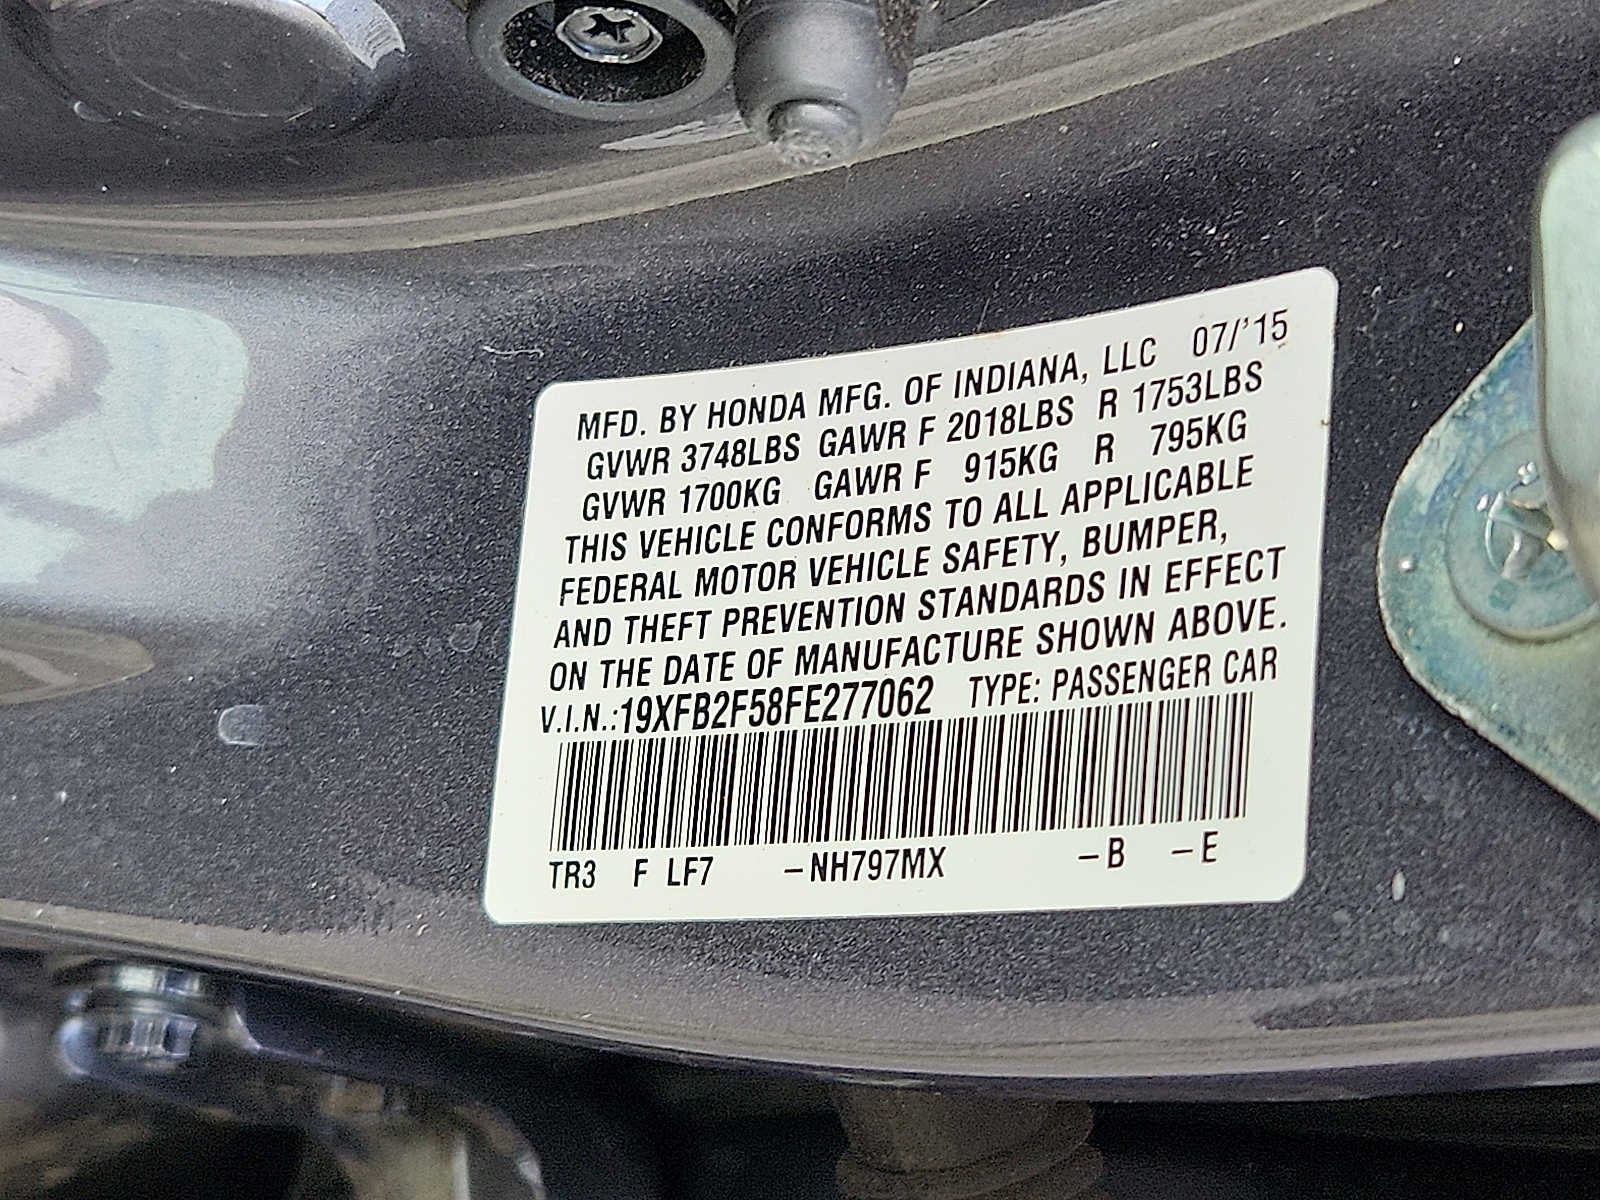 MFD. BY HONDA MFG. OF INDIANA, LLC 07/'15
GVWR 3748LBS GAWR F 2018LBS R 1753LBS
GVWR 1700KG GAWR F 915KG R 795KG
THIS VEHICLE CONFORMS TO ALL APPLICABLE
FEDERAL MOTOR VEHICLE SAFETY, BUMPER,
AND THEFT PREVENTION STANDARDS IN EFFECT
ON THE DATE OF MANUFACTURE SHOWN ABOVE.
V.I.N.:19XFB2F58FE277062 TYPE: PASSENGER CAR
TR3 F LF7 –NH797MX –B –E